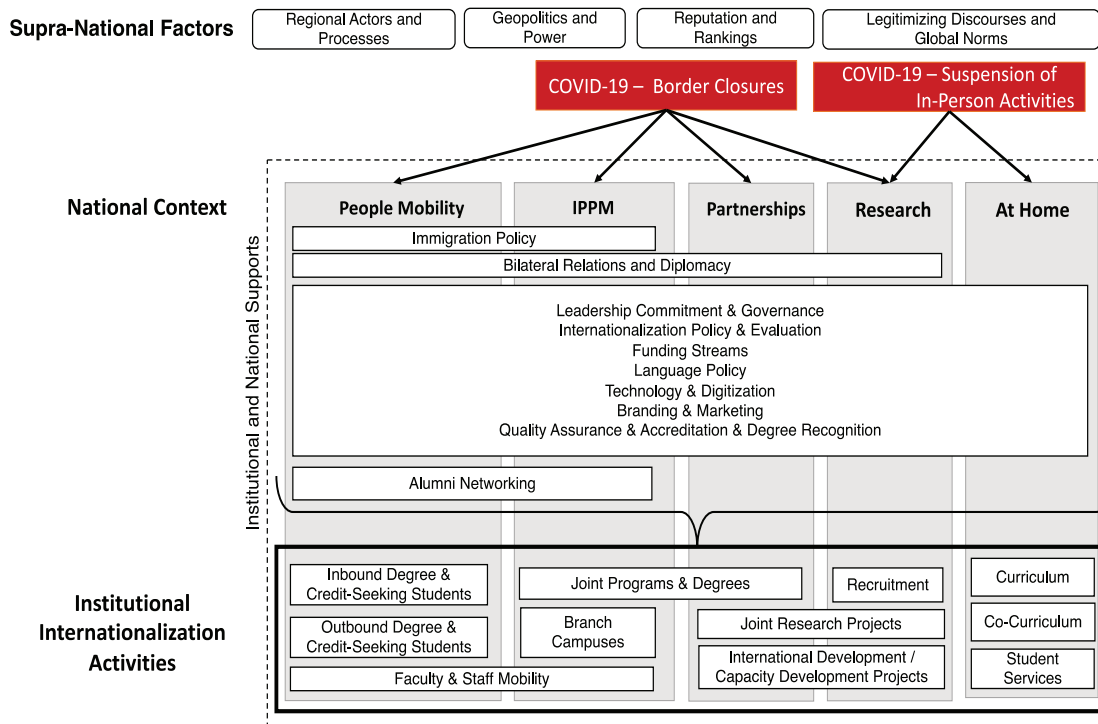 Supra-National Factors
Regional Actors and
Processes
Geopolitics and
Power
Reputation and
Rankings
Legitimizing Discourses and
Global Norms
COVID-19 – Border Closures
COVID-19 – Suspension of
In-Person Activities
National Context
Institutional and National Supports
People Mobility
IPPM
Partnerships
Research
At Home
Immigration Policy
Bilateral Relations and Diplomacy
Leadership Commitment & Governance
Internationalization Policy & Evaluation
Funding Streams
Language Policy
Technology & Digitization
Branding & Marketing
Quality Assurance & Accreditation & Degree Recognition
Alumni Networking
Institutional
Internationalization
Activities
Inbound Degree &
Credit-Seeking Students
Joint Programs & Degrees
Recruitment
Curriculum
Outbound Degree &
Credit-Seeking Students
Branch
Campuses
Joint Research Projects
Co-Curriculum
Faculty & Staff Mobility
International Development /
Capacity Development Projects
Student
Services